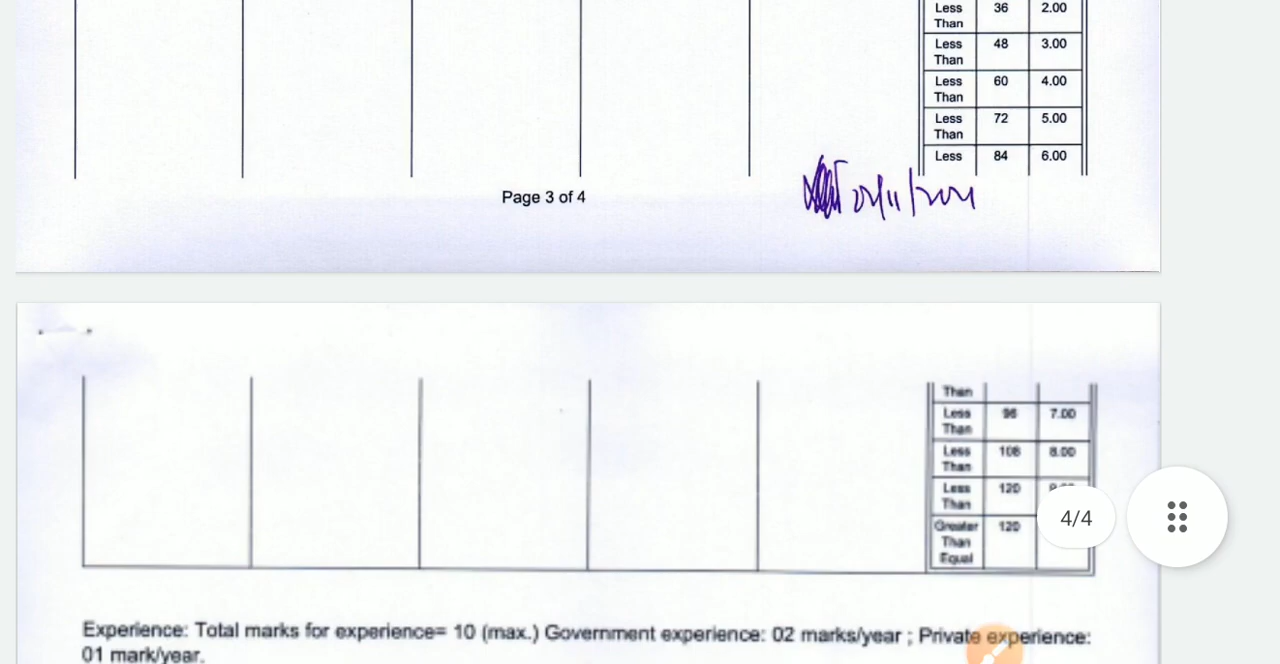 Less 36 2.00
Than
Less 48 3.00
Than
Less 60 4.00
Than
Less 72 5.00
Than
Less 84 6.00
Page 3 of 4
Than
Less 96 7.00
Than
Less 108 8.00
Than
Less 120
Than
Greater 120
Than
Equal
4/4
Experience: Total marks for experience= 10 (max.) Government experience: 02 marks/year ; Private experience:
01 mark/year.